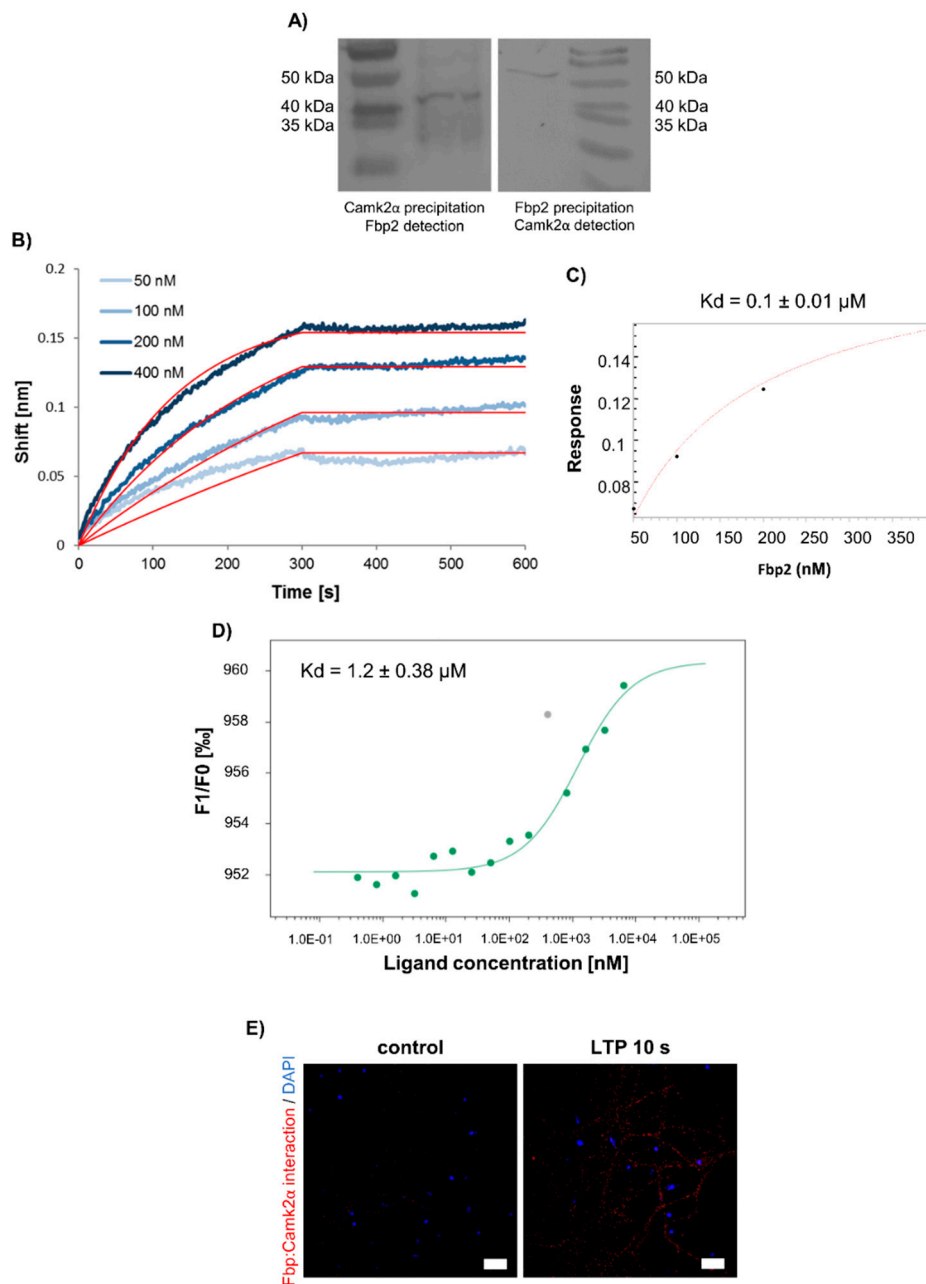 A)
50 kDa
40 kDa
35 kDa
50 kDa
40 kDa
35 kDa
Camk2α precipitation
Fbp2 detection
Fbp2 precipitation
Camk2α detection
B)
Shift [nm]
0.2
0.15
0.1
0.05
0
50 nM
100 nM
200 nM
400 nM
0
100
200
300
400
500
600
Time [s]
C)
Kd = 0.1 ± 0.01 µM
Response
0.14
0.12
0.1
0.08
50
100
150
200
250
300
350
Fbp2 (nM)
D)
Kd = 1.2 ± 0.38 µM
F1/F0 [‰]
960
958
956
954
952
1.0E-01
1.0E+00
1.0E+01
1.0E+02
1.0E+03
1.0E+04
1.0E+05
Ligand concentration [nM]
E)
control
LTP 10 s
Fbp:Camk2α interaction / DAPI